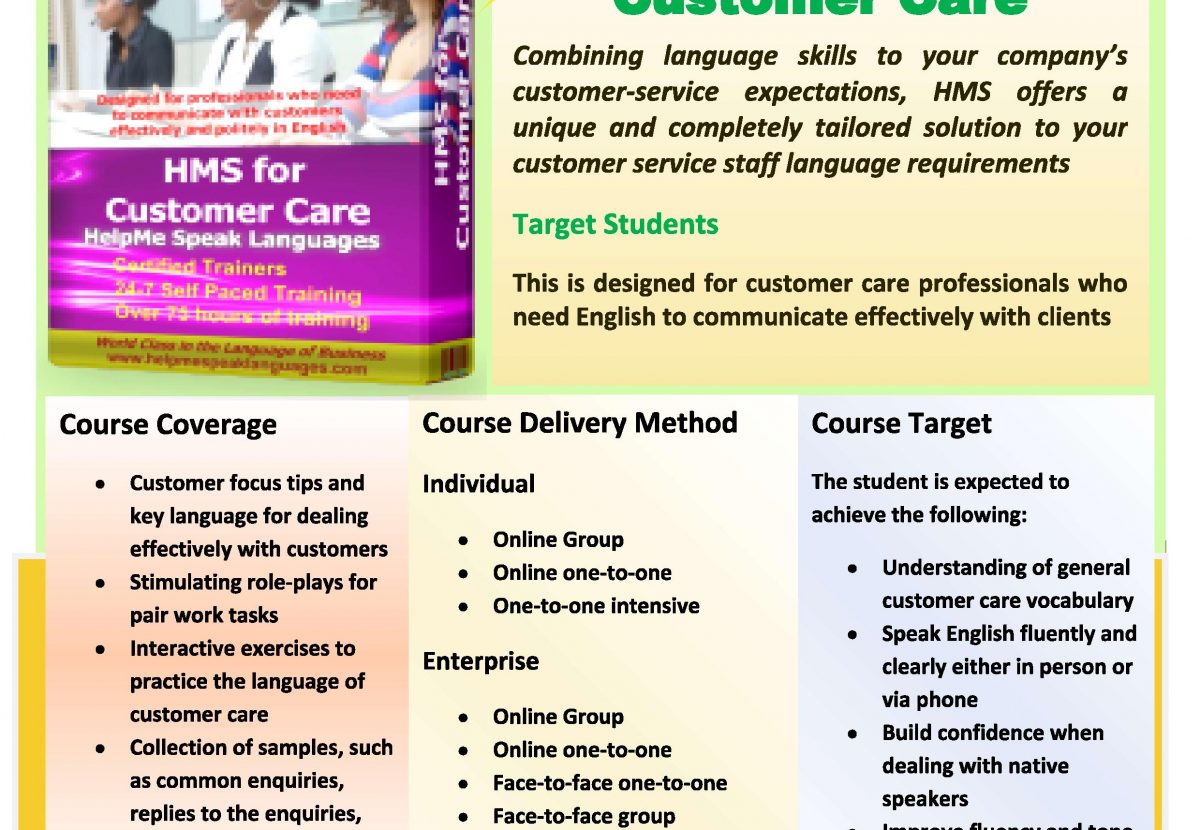 Customer Care
Combining language skills to your company’s
customer-service expectations, HMS offers a
unique and completely tailored solution to your
customer service staff language requirements
Target Students
This is designed for customer care professionals who
need English to communicate effectively with clients
Designed for professionals who need
to communicate with customers
effectively and politely in English
HMS for
Customer Care
HelpMe Speak Languages
Certified Trainers
24-7 Self Paced Training
Over 75 hours of training
World Class in the Language of Business
www.helpmespeaklanguages.com
HMS for
Customer Car
Course Coverage
• Customer focus tips and
key language for dealing
effectively with customers
• Stimulating role-plays for
pair work tasks
• Interactive exercises to
practice the language of
customer care
• Collection of samples, such
as common enquiries,
replies to the enquiries,
Course Delivery Method
Individual
• Online Group
• Online one-to-one
• One-to-one intensive
Enterprise
• Online Group
• Online one-to-one
• Face-to-face one-to-one
• Face-to-face group
Course Target
The student is expected to
achieve the following:
• Understanding of general
customer care vocabulary
• Speak English fluently and
clearly either in person or
via phone
• Build confidence when
dealing with native
speakers
• Improve fluency and tone